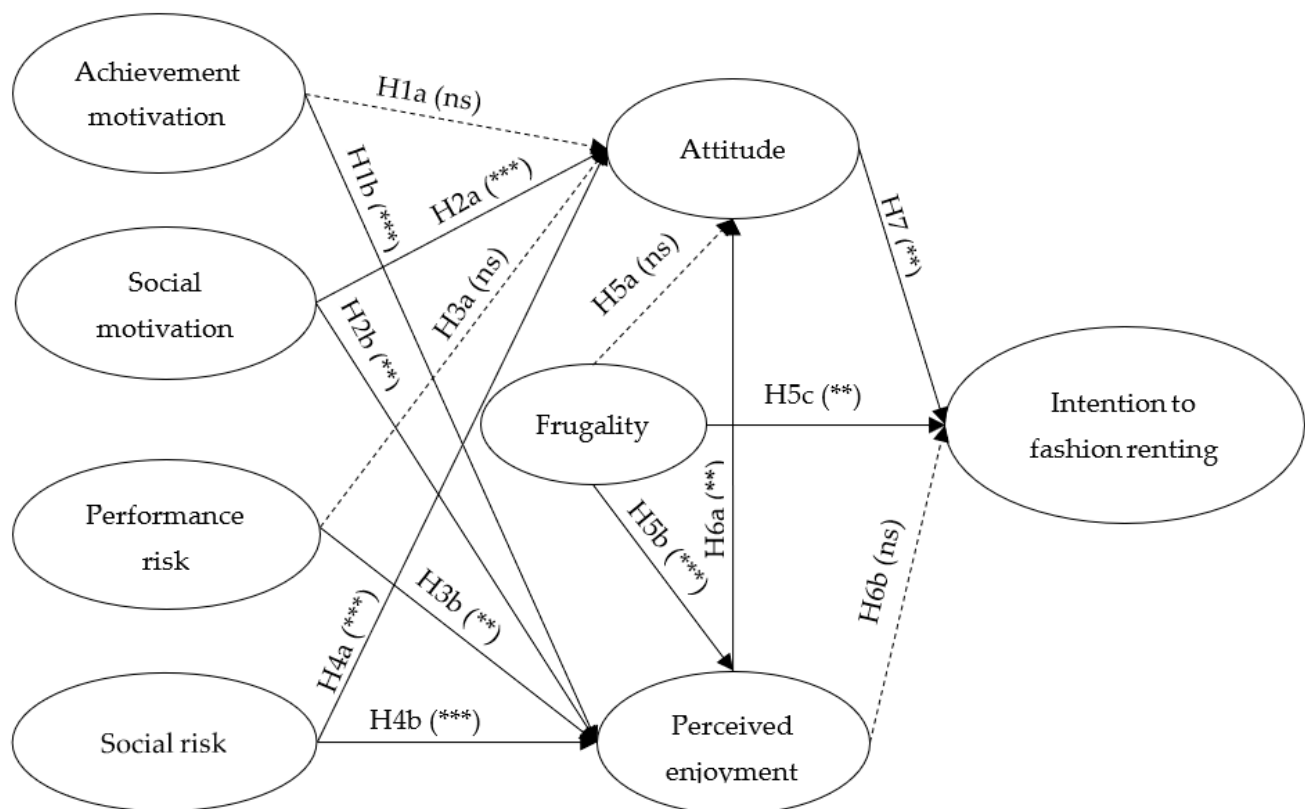 Achievement
motivation
H1a (ns)
Attitude
H1b (***)
H2a (***)
Social
motivation
H2b (**)
H3a (ns)
H5a (ns)
H7 (**)
Frugality
H5c (**)
Intention to
fashion renting
Performance
risk
H3b (**)
H5b (***)
H6a (**)
H6b (ns)
H4a (***)
Social risk
H4b (***)
Perceived
enjoyment